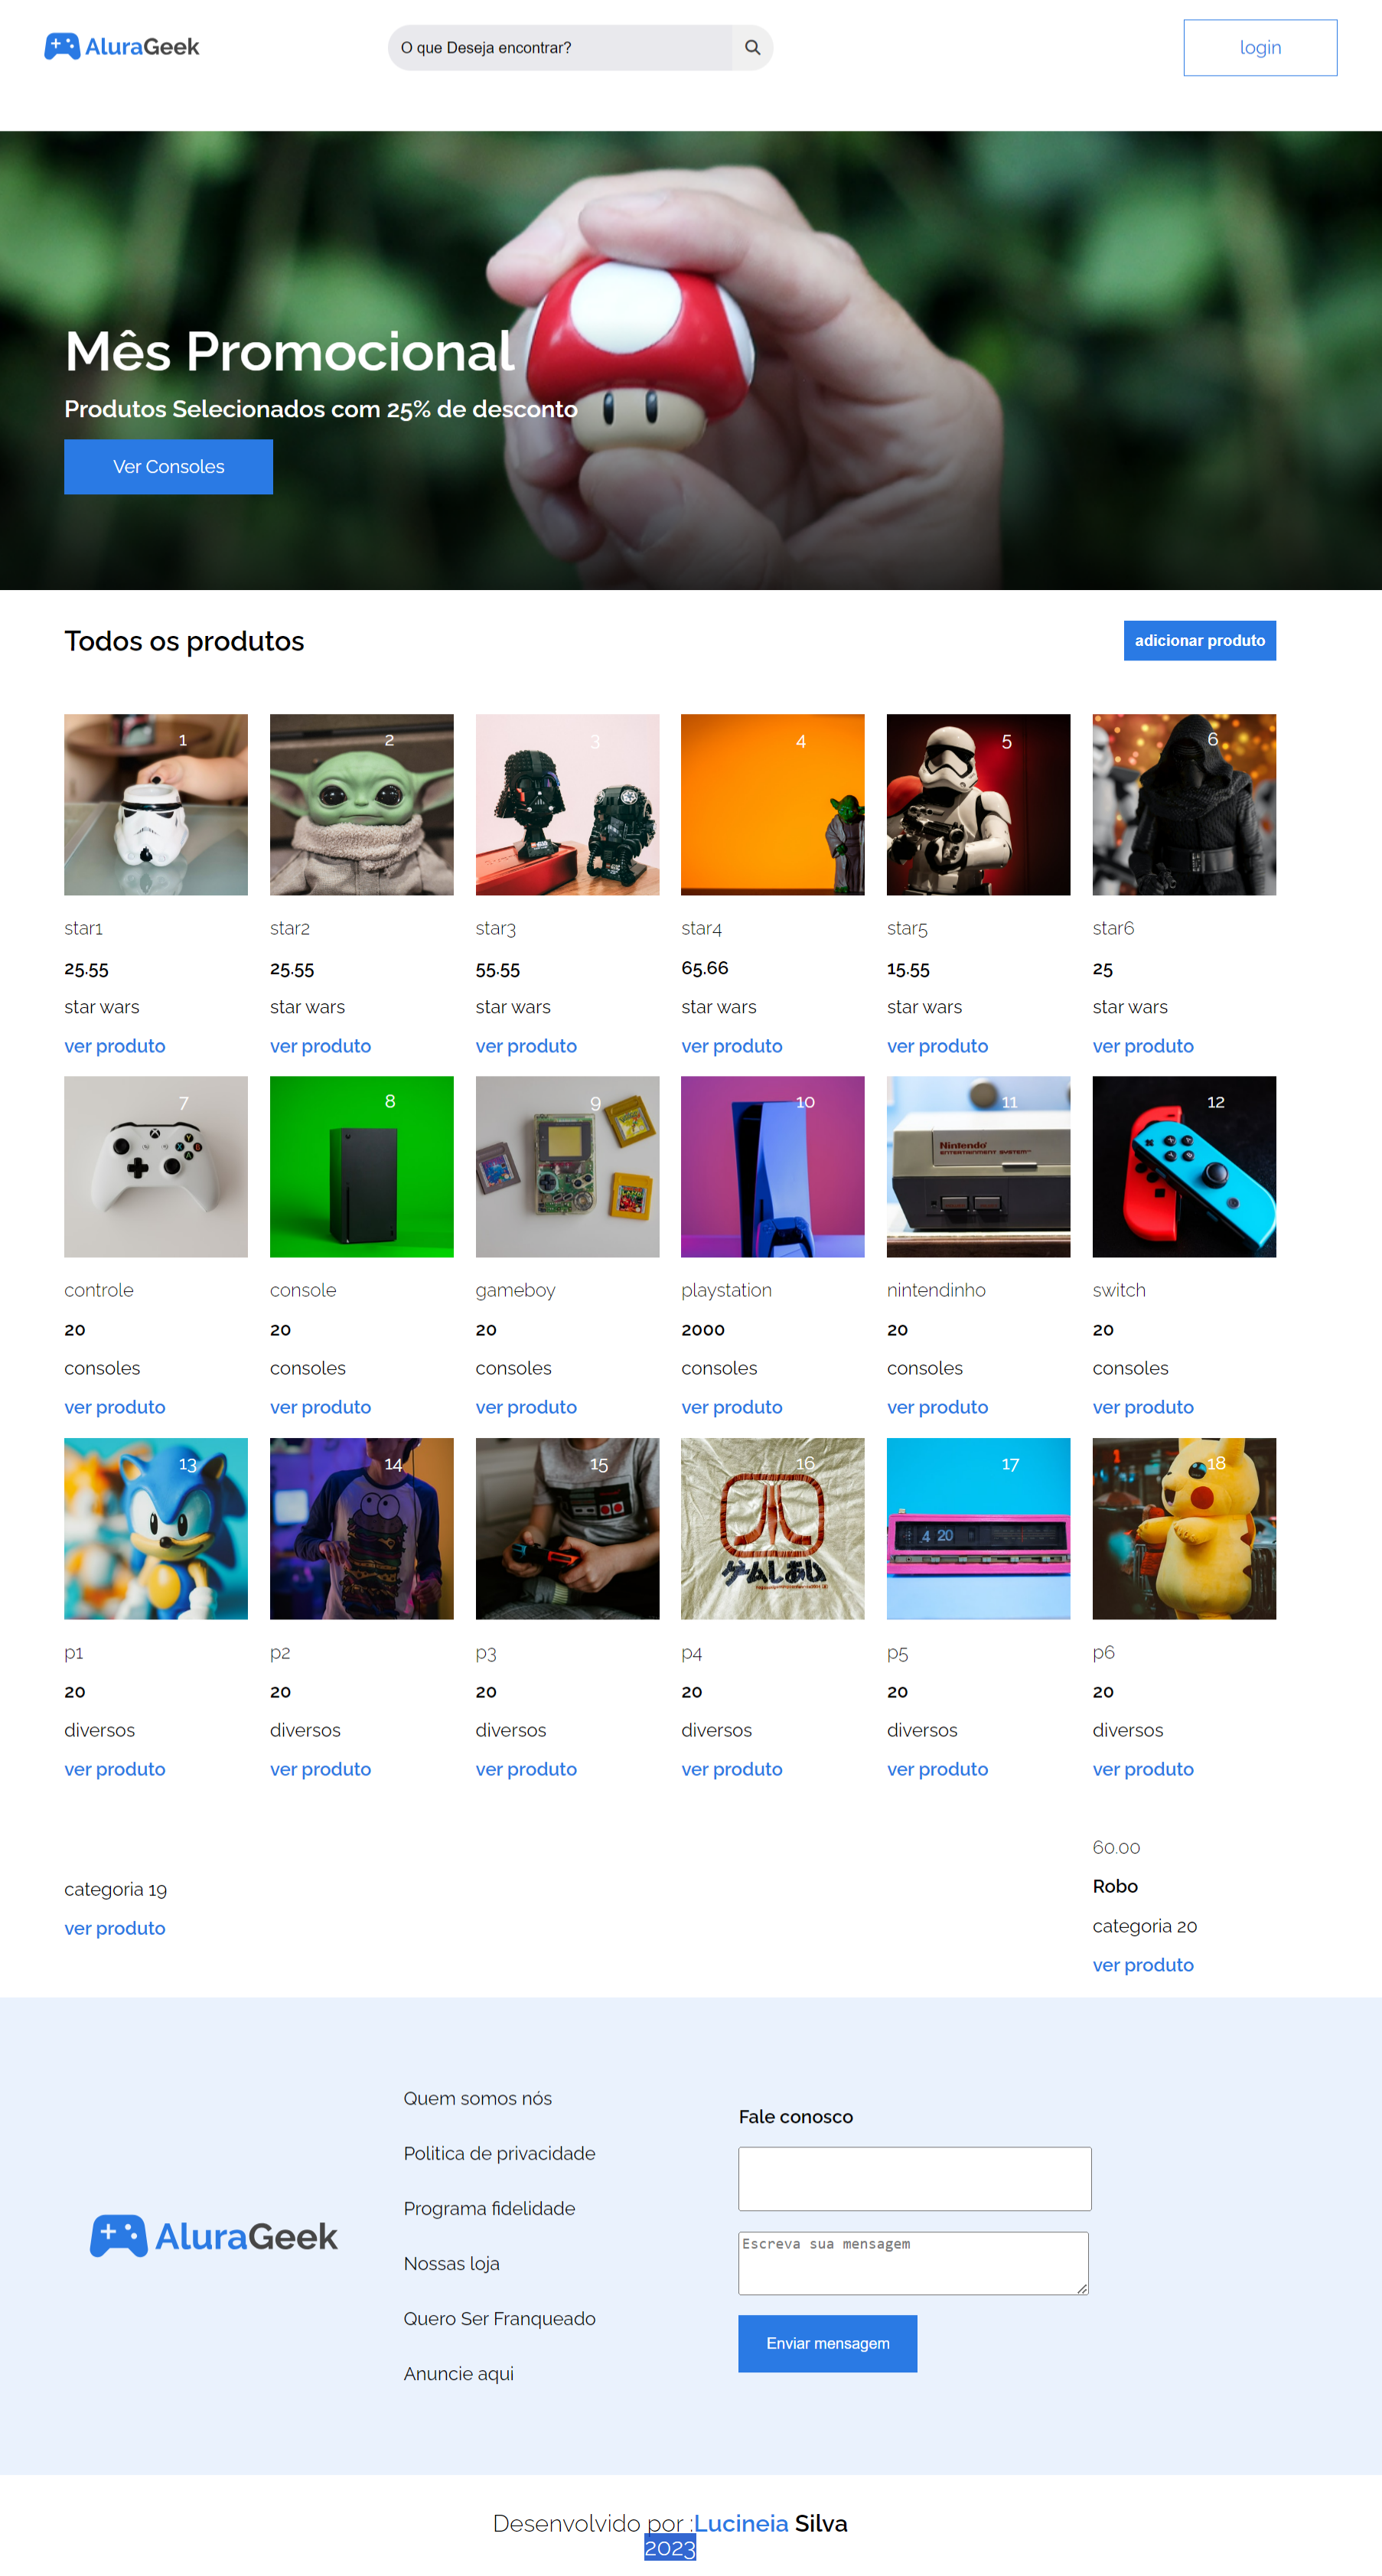 AluraGeek
O que Deseja encontrar?
login
Mês Promocional
Produtos Selecionados com 25% de desconto
Ver Consoles
Todos os produtos
adicionar produto
1 2 3 4 5 6
star1 star2 star3 star4 star5 star6
25.55 25.55 55.55 65.66 15.55 25
star wars star wars star wars star wars star wars star wars
ver produto ver produto ver produto ver produto ver produto ver produto
7 8 9 10 11 12
Nintendo
ENTERTAINMENT SYSTEM™
controle console gameboy playstation nintendinho switch
20 20 20 2000 20 20
consoles consoles consoles consoles consoles consoles
ver produto ver produto ver produto ver produto ver produto ver produto
13 14 15 16 17 18
4 20
p1 p2 p3 p4 p5 p6
20 20 20 20 20 20
diversos diversos diversos diversos diversos diversos
ver produto ver produto ver produto ver produto ver produto ver produto
categoria 19
ver produto
60.00
Robo
categoria 20
ver produto
AluraGeek
Quem somos nós
Politica de privacidade
Programa fidelidade
Nossas loja
Quero Ser Franqueado
Anuncie aqui
Fale conosco
Escreva sua mensagem
Enviar mensagem
Desenvolvido por :Lucineia Silva
2023